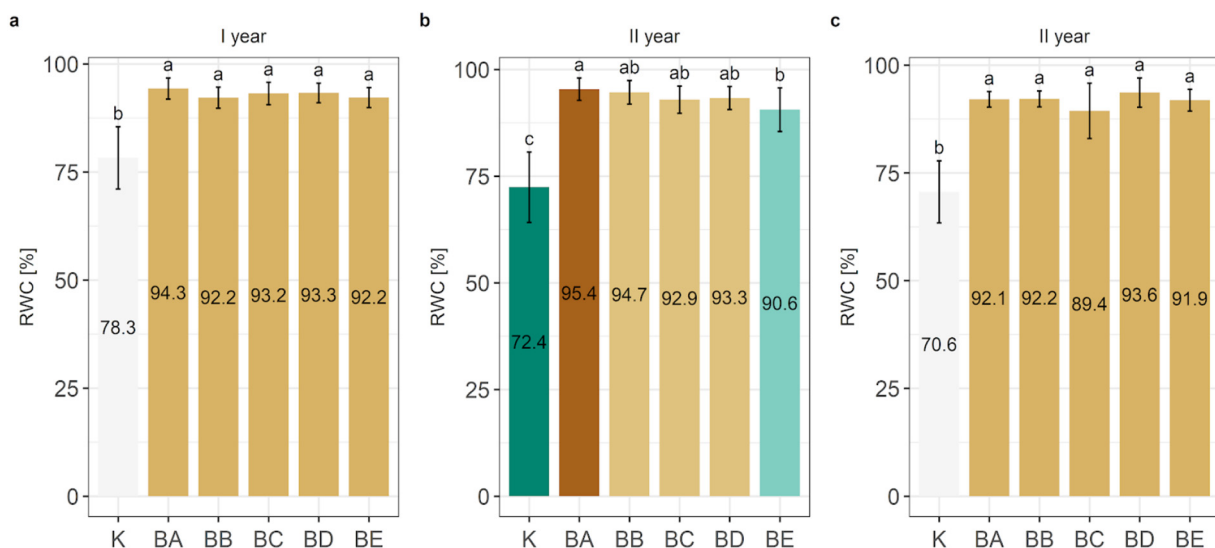 a
I year
RWC [%]
100
75
50
25
0
b
a
a
a
a
a
78.3
94.3
92.2
93.2
93.3
92.2
K
BA
BB
BC
BD
BE
b
II year
RWC [%]
100
75
50
25
0
c
a
ab
ab
ab
b
72.4
95.4
94.7
92.9
93.3
90.6
K
BA
BB
BC
BD
BE
c
II year
RWC [%]
100
75
50
25
0
b
a
a
a
a
a
70.6
92.1
92.2
89.4
93.6
91.9
K
BA
BB
BC
BD
BE